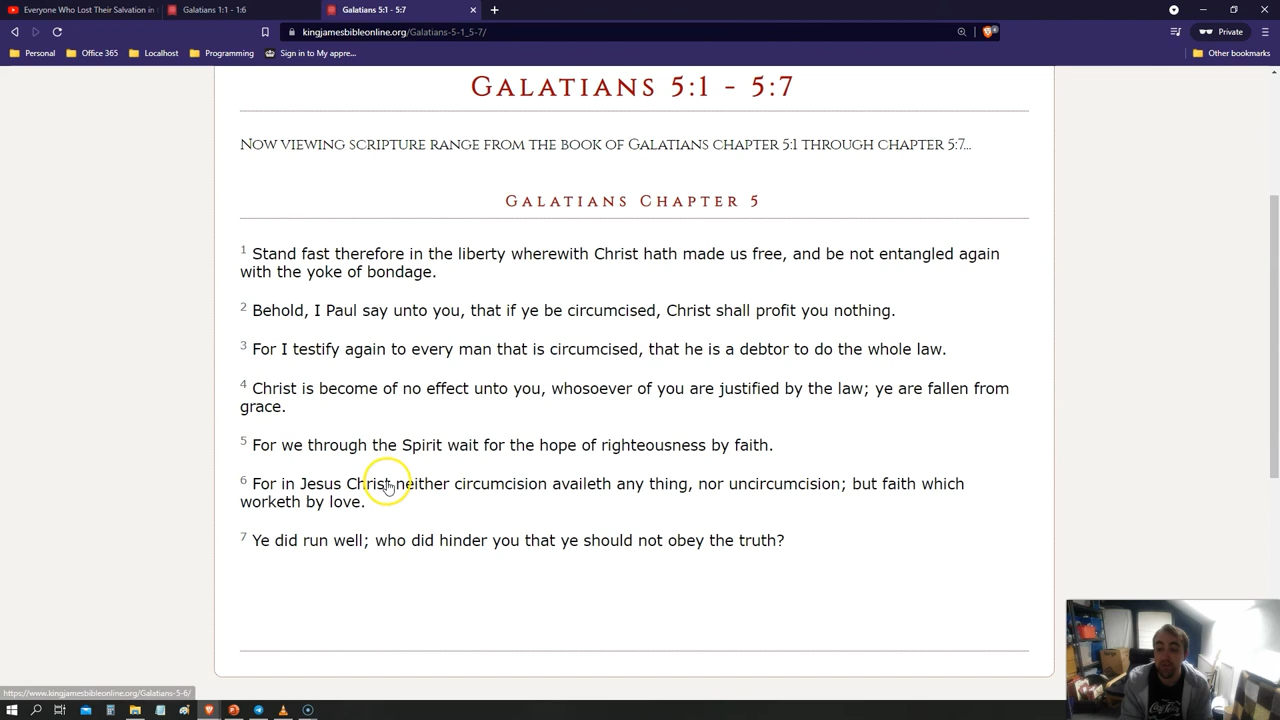 Everyone Who Lost Their Salvation in
Galatians 1:1 - 1:6
Galatians 5:1 - 5:7
kingjamesbibleonline.org/Galatians-5-1_5-7/
Private
Personal
Office 365
Localhost
Programming
Sign in to My appre...
Other bookmarks
Galatians 5:1 - 5:7
Now viewing scripture range from the book of Galatians chapter 5:1 through chapter 5:7...
Galatians Chapter 5
1 Stand fast therefore in the liberty wherewith Christ hath made us free, and be not entangled again
with the yoke of bondage.
2 Behold, I Paul say unto you, that if ye be circumcised, Christ shall profit you nothing.
3 For I testify again to every man that is circumcised, that he is a debtor to do the whole law.
4 Christ is become of no effect unto you, whosoever of you are justified by the law; ye are fallen from
grace.
5 For we through the Spirit wait for the hope of righteousness by faith.
6 For in Jesus Christ neither circumcision availeth any thing, nor uncircumcision; but faith which
worketh by love.
7 Ye did run well; who did hinder you that ye should not obey the truth?
https://www.kingjamesbibleonline.org/Galatians-5-6/